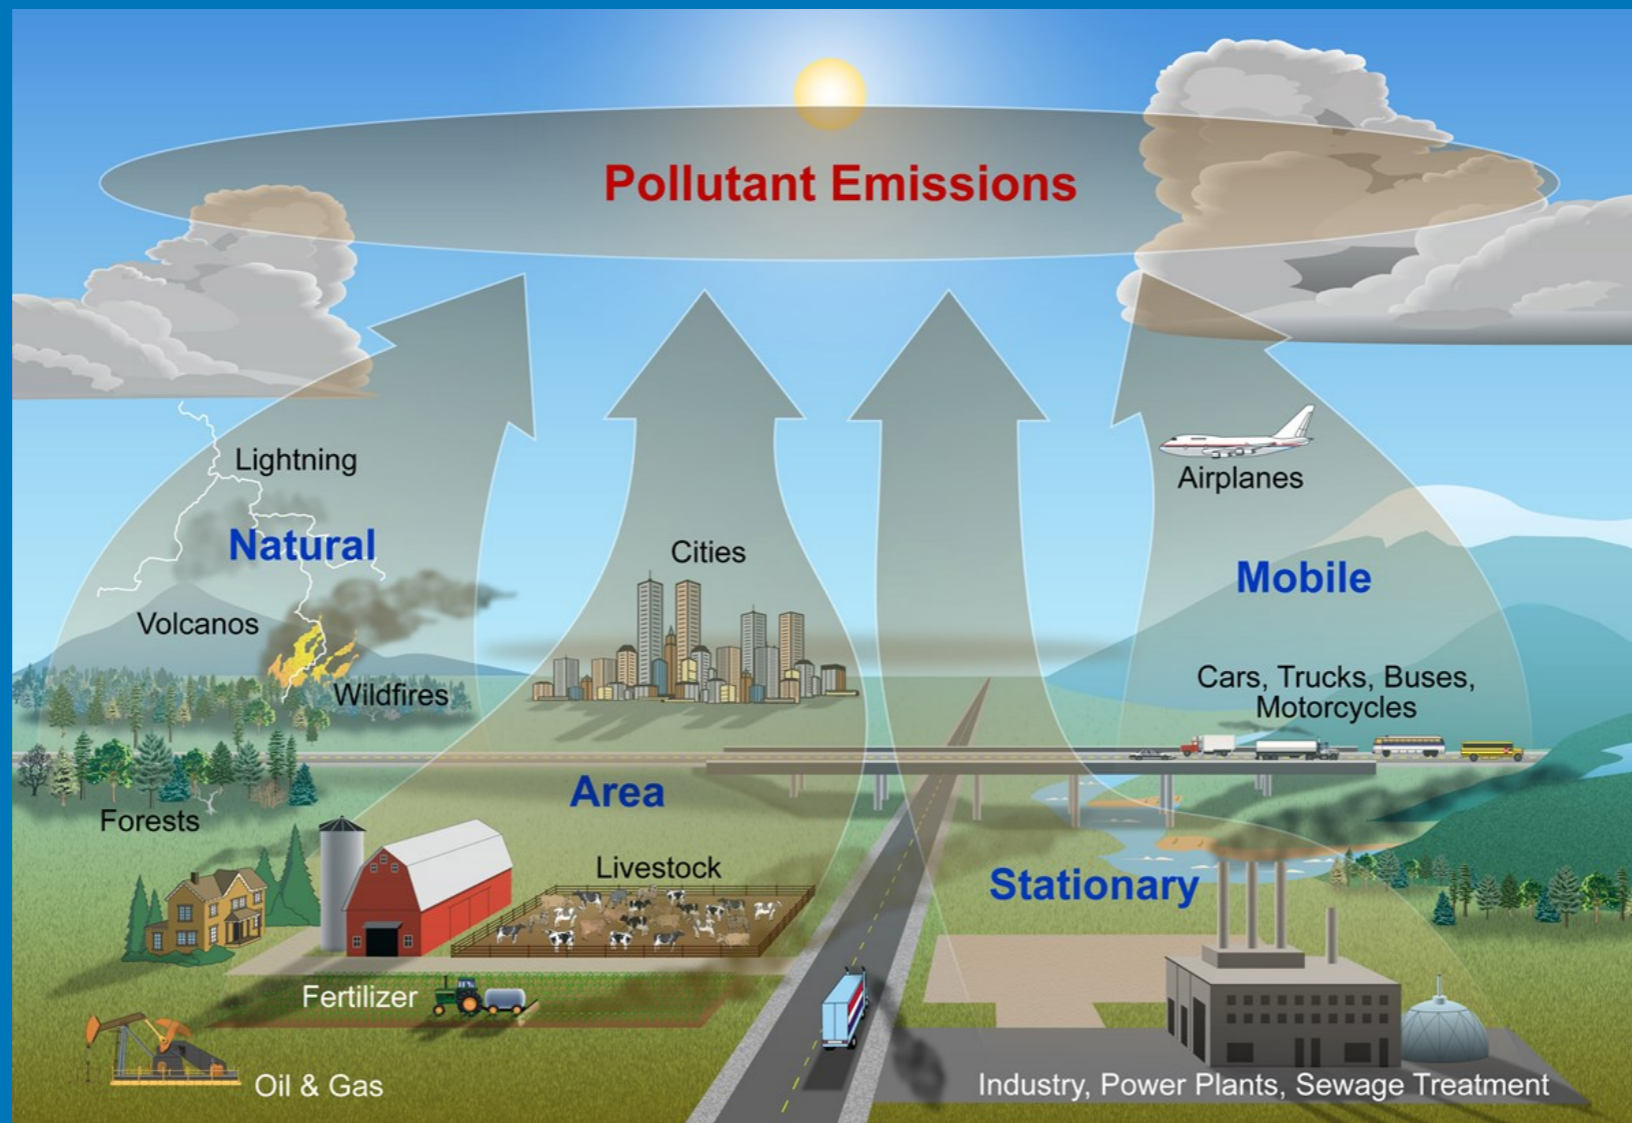 Pollutant Emissions
Lightning
Natural
Volcanos
Wildfires
Forests
Cities
Area
Livestock
Fertilizer
Oil & Gas
Airplanes
Mobile
Cars, Trucks, Buses,
Motorcycles
Stationary
Industry, Power Plants, Sewage Treatment